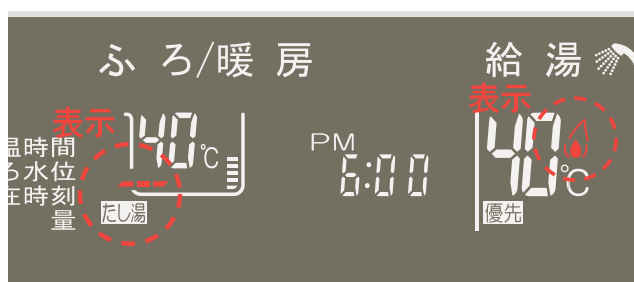 ふろ/暖房
給湯
表示
表示
温時間
ろ水位
在時刻
量
40℃
たし湯
PM
6:00
40℃
優先